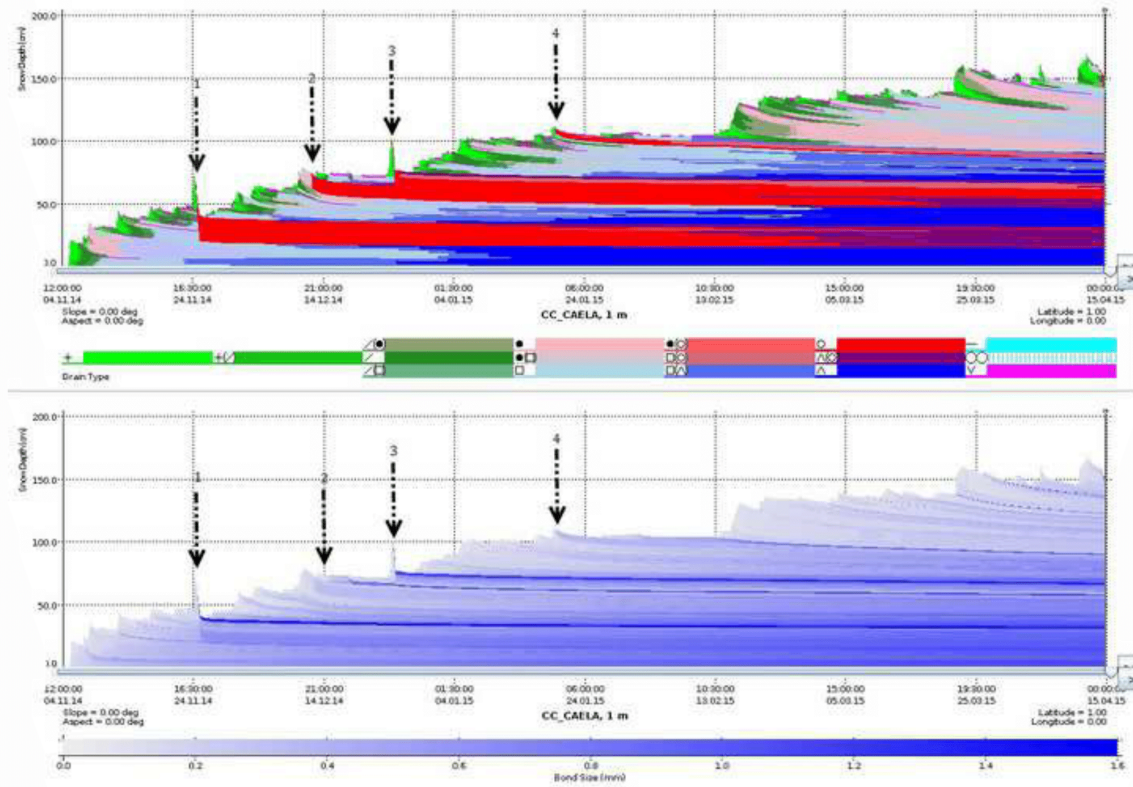 200.0
150.0
100.0
50.0
3.0
Snow Depth (cm)
1
2
3
4
12:00:00 16:30:00 21:00:00 01:30:00 06:00:00 10:30:00 15:00:00 19:30:00 00:00:00
04.11.14 24.11.14 14.12.14 04.01.15 24.01.15 13.02.15 05.03.15 25.03.15 15.04.15
Slope = 0.00 deg Latitude = 1.00
Aspect = 0.00 deg Longitude = 0.00
CC_CAELA, 1 m
Grain Type
200.0
150.0
100.0
50.0
1.0
Snow Depth (cm)
1
2
3
4
12:00:00 16:30:00 21:00:00 01:30:00 06:00:00 10:30:00 15:00:00 19:30:00 00:00:00
04.11.14 24.11.14 14.12.14 04.01.15 24.01.15 13.02.15 05.03.15 25.03.15 15.04.15
Slope = 0.00 deg Latitude = 1.00
Aspect = 0.00 deg Longitude = 0.00
CC_CAELA, 1 m
0.0 0.2 0.4 0.6 0.8 1.0 1.2 1.4 1.6
Bond Size (mm)